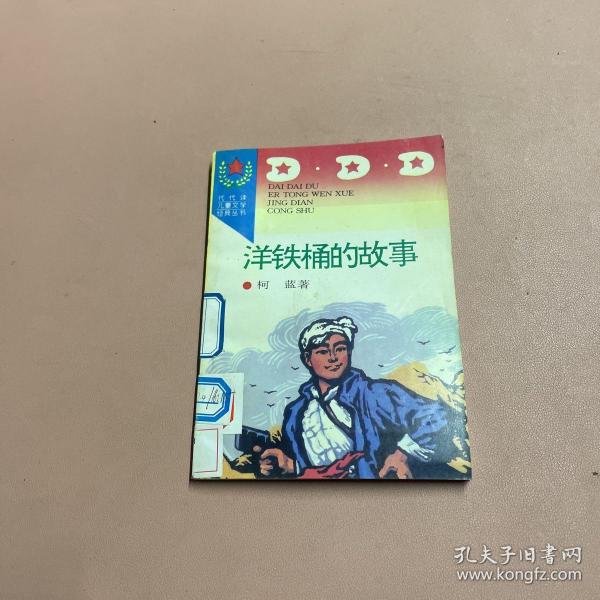 D·D·D
DAI DAI DU
ER TONG WEN XUE
JING DIAN
CONG SHU
代代读
儿童文学
经典丛书
洋铁桶的故事
柯 蓝著
孔夫子旧书网
www.kongfz.com